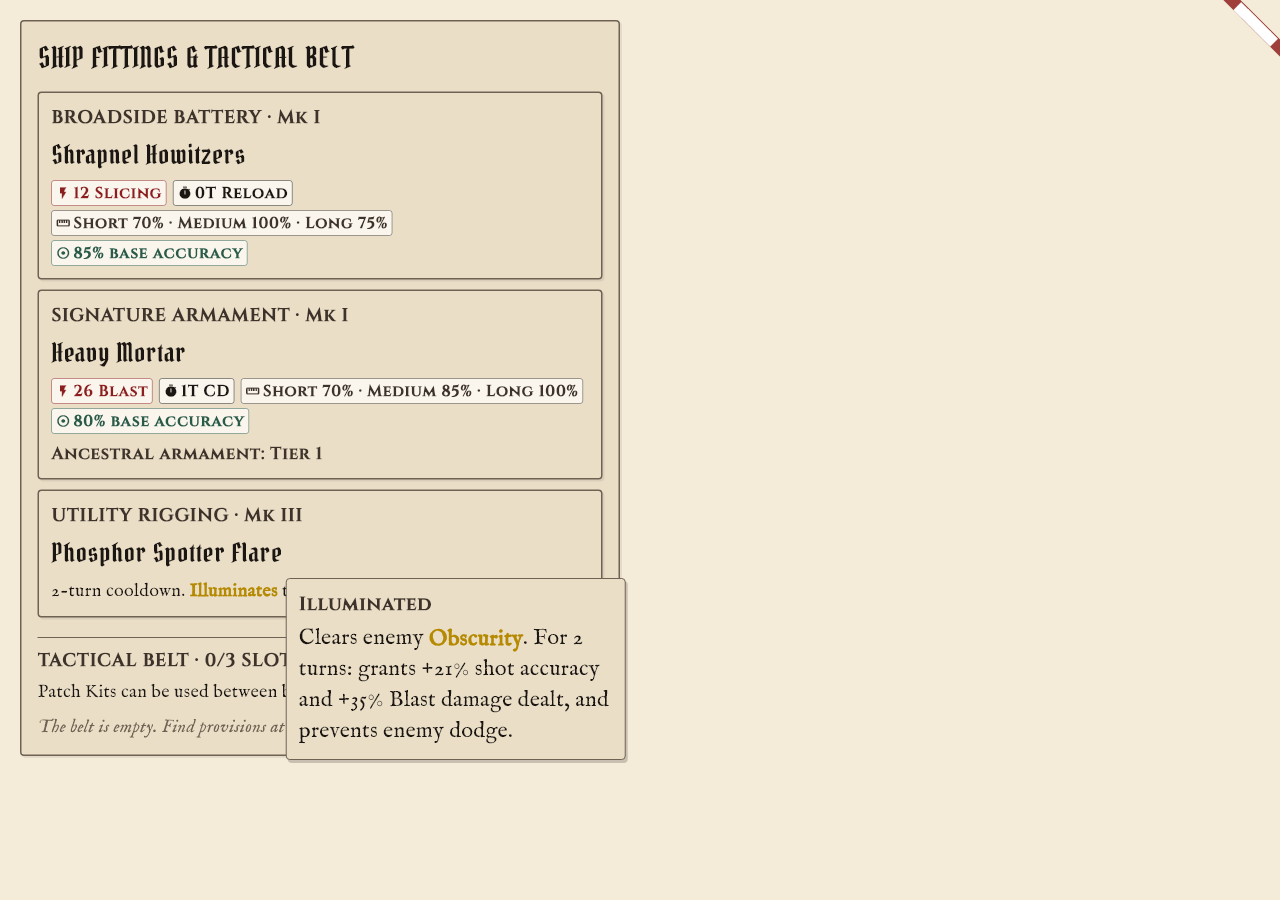 SHIP FITTINGS & TACTICAL BELT
BROADSIDE BATTERY · Mk I
Shrapnel Howitzers
12 Slicing 0T Reload
Short 70% · Medium 100% · Long 75%
85% base accuracy
SIGNATURE ARMAMENT · Mk I
Heavy Mortar
26 Blast 1T CD Short 70% · Medium 85% · Long 100%
80% base accuracy
Ancestral armament: Tier 1
UTILITY RIGGING · Mk III
Phosphor Spotter Flare
2-turn cooldown. Illuminates
TACTICAL BELT · 0/3
Patch Kits can be used between
The belt is empty. Find provisions at
Illuminated
Clears enemy Obscurity. For 2
turns: grants +21% shot accuracy
and +35% Blast damage dealt, and
prevents enemy dodge.